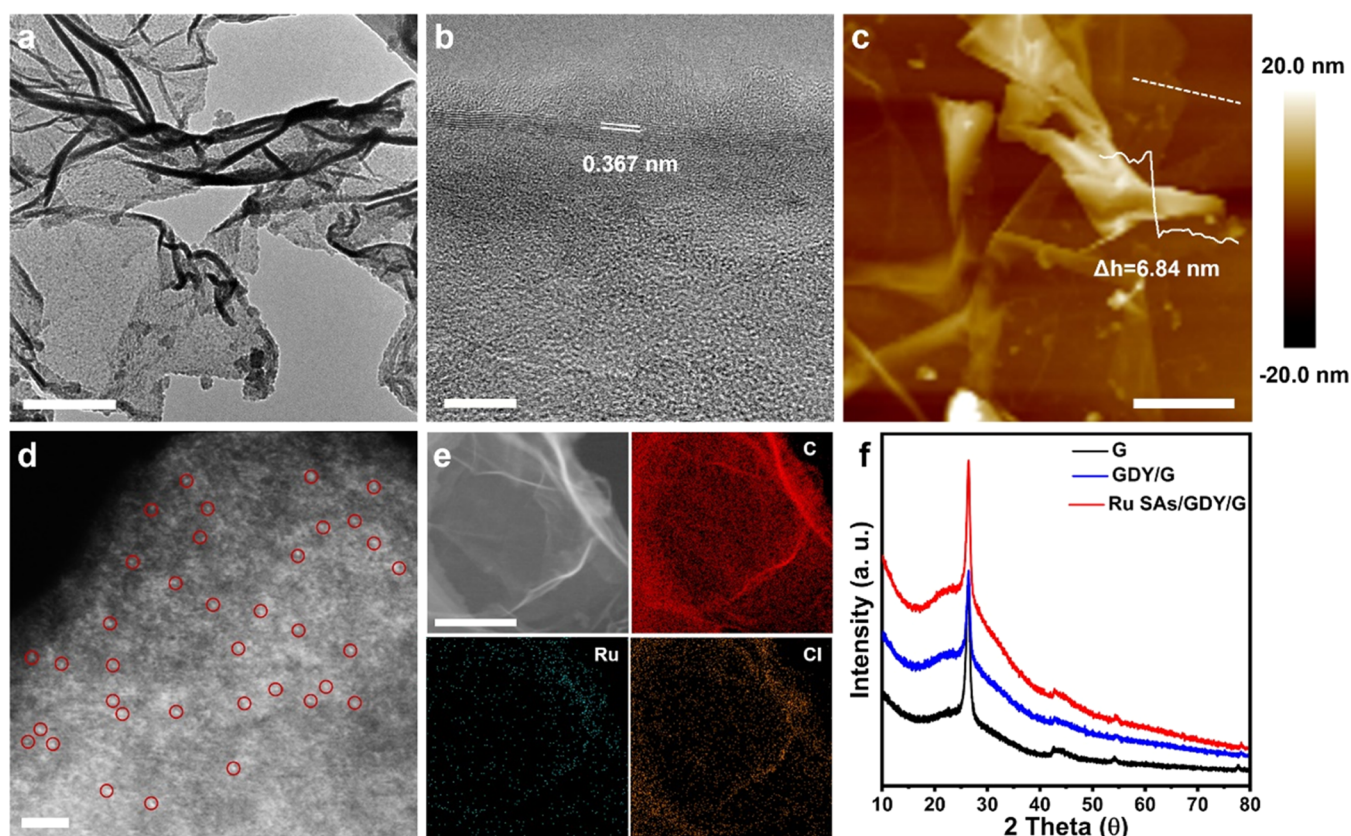 a
b
0.367 nm
c
Δh=6.84 nm
20.0 nm
-20.0 nm
d
e
C
Ru
Cl
f
G
GDY/G
Ru SAs/GDY/G
Intensity (a. u.)
10 20 30 40 50 60 70 80
2 Theta (θ)